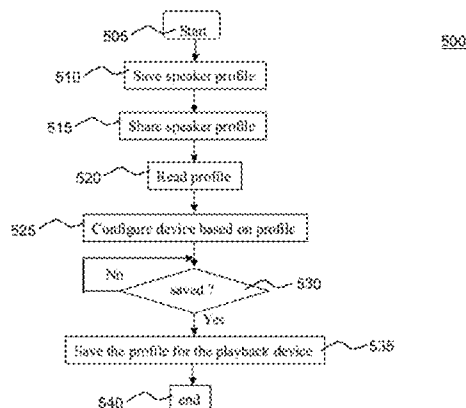 505 Start
500
510 Save speaker profile
515 Share speaker profile
520 Read profile
525 Configure device based on profile
No
saved ? 530
Yes
Save the profile for the playback device 535
540 end